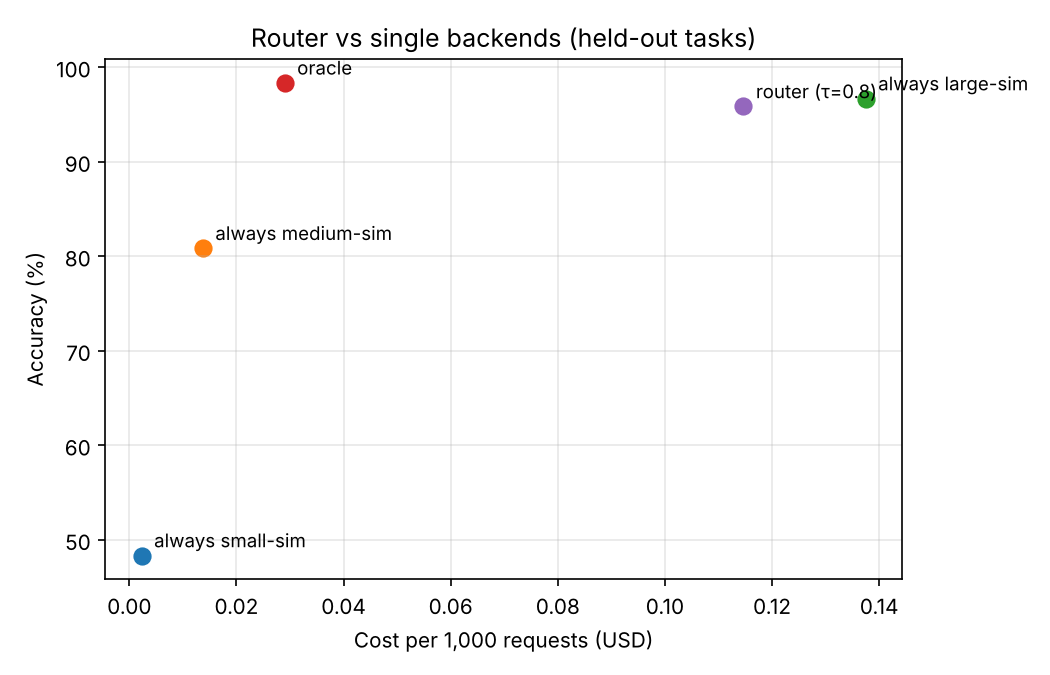 Router vs single backends (held-out tasks)
100
90
80
70
60
50
Accuracy (%)
oracle
router (τ=0.8)
always large-sim
always medium-sim
always small-sim
0.00
0.02
0.04
0.06
0.08
0.10
0.12
0.14
Cost per 1,000 requests (USD)